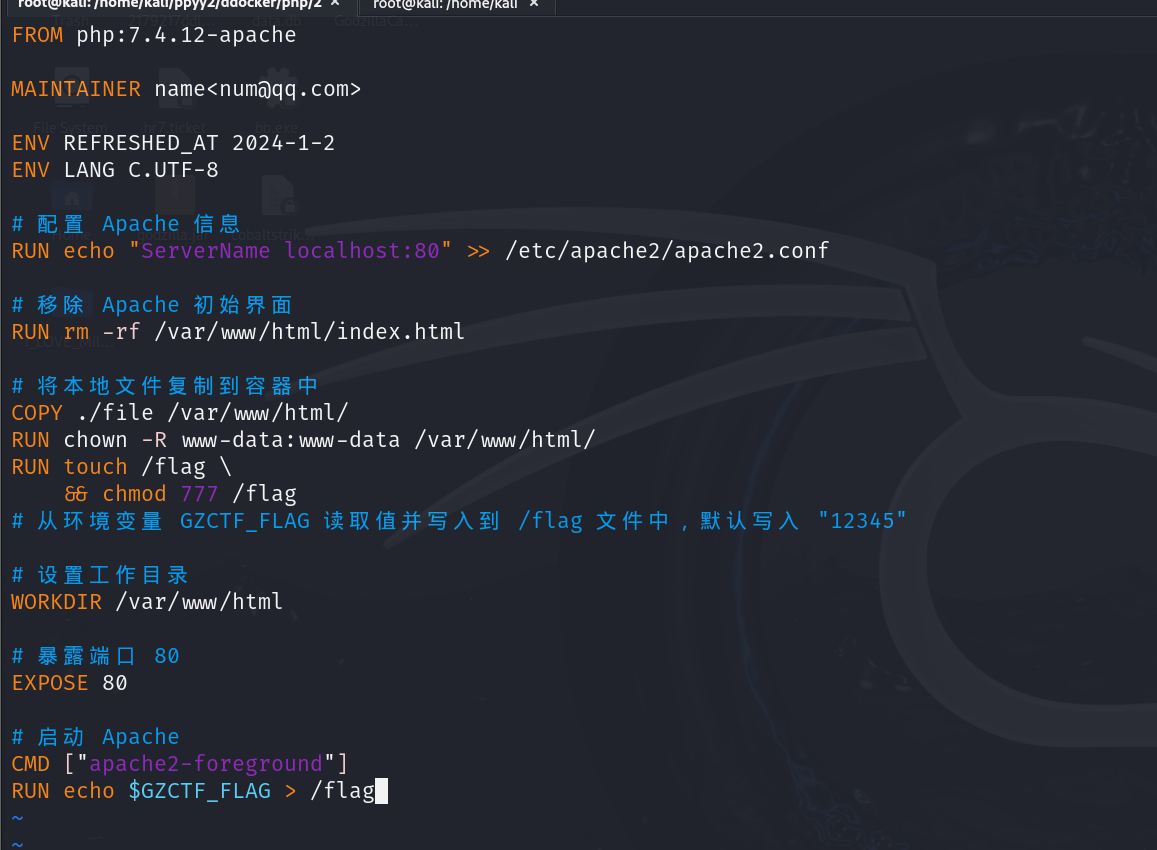 root@kali: /home/kali/ppyy2/ddocker/php/2 ×
root@kali: /home/kali ×
FROM php:7.4.12-apache
MAINTAINER name<num@qq.com>
ENV REFRESHED_AT 2024-1-2
ENV LANG C.UTF-8
# 配置 Apache 信息
RUN echo "ServerName localhost:80" >> /etc/apache2/apache2.conf
# 移除 Apache 初始界面
RUN rm -rf /var/www/html/index.html
# 将本地文件复制到容器中
COPY ./file /var/www/html/
RUN chown -R www-data:www-data /var/www/html/
RUN touch /flag \
&& chmod 777 /flag
# 从环境变量 GZCTF_FLAG 读取值并写入到 /flag 文件中，默认写入 "12345"
# 设置工作目录
WORKDIR /var/www/html
# 暴露端口 80
EXPOSE 80
# 启动 Apache
CMD ["apache2-foreground"]
RUN echo $GZCTF_FLAG > /flag
~
~